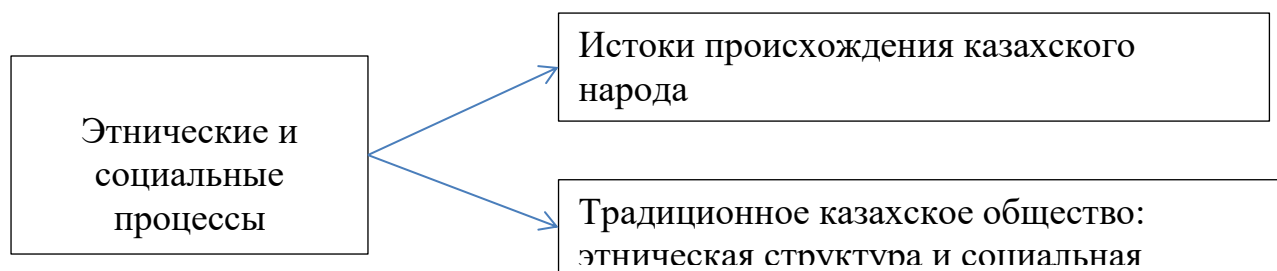 Этнические и
социальные
процессы
Истоки происхождения казахского
народа
Традиционное казахское общество:
этническая структура и социальная